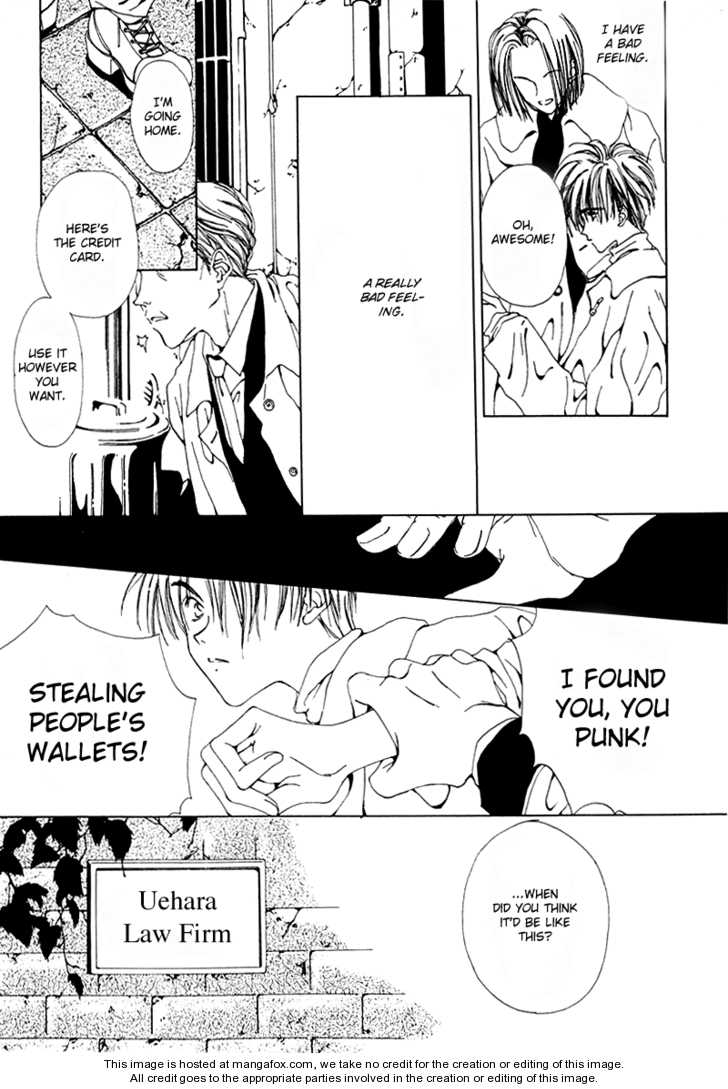 I HAVE
A BAD
FEELING.
OH,
AWESOME!
A REALLY
BAD FEEL-
ING.
I'M
GOING
HOME.
HERE'S
THE CREDIT
CARD.
USE IT
HOWEVER
YOU
WANT.
I FOUND
YOU, YOU
PUNK!
STEALING
PEOPLE'S
WALLETS!
...WHEN
DID YOU THINK
IT'D BE LIKE
THIS?
Uehara
Law Firm
This image is hosted at mangafox.com, we take no credit for the creation or editing of this image.
All credit goes to the appropriate parties involved in the creation or editing of this image.